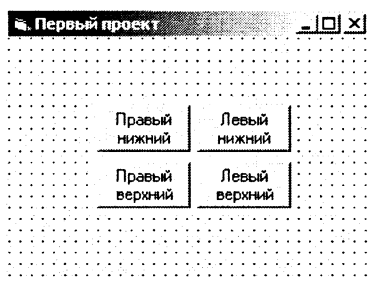 Первый проект
Правый
нижний
Левый
нижний
Правый
верхний
Левый
верхний